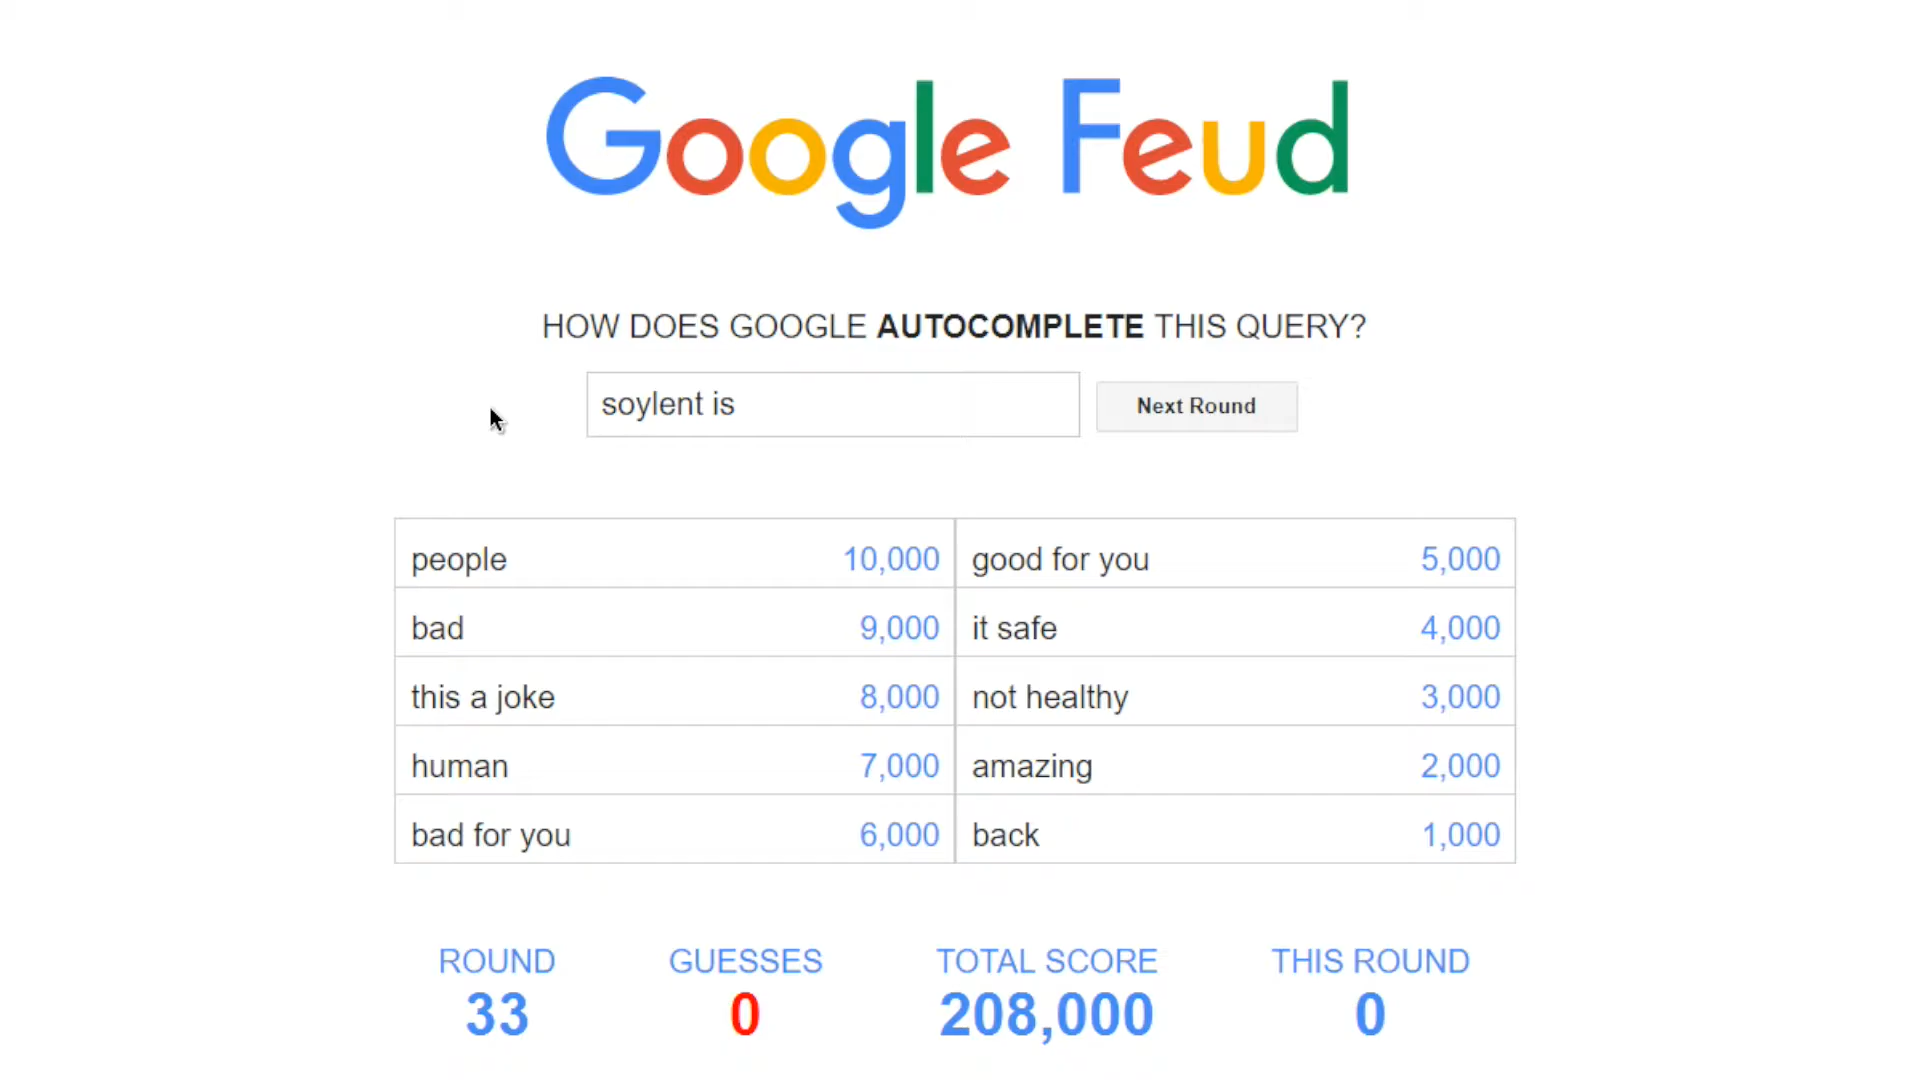 Google Feud
HOW DOES GOOGLE AUTOCOMPLETE THIS QUERY?
soylent is
Next Round
people 10,000
good for you 5,000
bad 9,000
it safe 4,000
this a joke 8,000
not healthy 3,000
human 7,000
amazing 2,000
bad for you 6,000
back 1,000
ROUND GUESSES TOTAL SCORE THIS ROUND
33 0 208,000 0